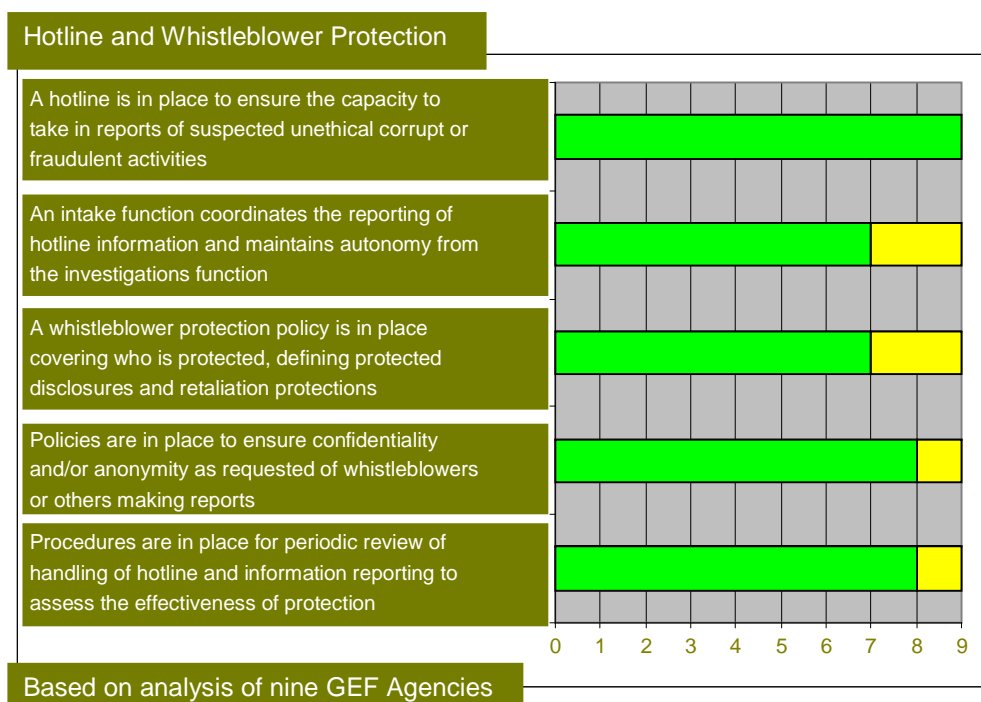 Hotline and Whistleblower Protection
A hotline is in place to ensure the capacity to
take in reports of suspected unethical corrupt or
fraudulent activities
An intake function coordinates the reporting of
hotline information and maintains autonomy from
the investigations function
A whistleblower protection policy is in place
covering who is protected, defining protected
disclosures and retaliation protections
Policies are in place to ensure confidentiality
and/or anonymity as requested of whistleblowers
or others making reports
Procedures are in place for periodic review of
handling of hotline and information reporting to
assess the effectiveness of protection
0 1 2 3 4 5 6 7 8 9
Based on analysis of nine GEF Agencies